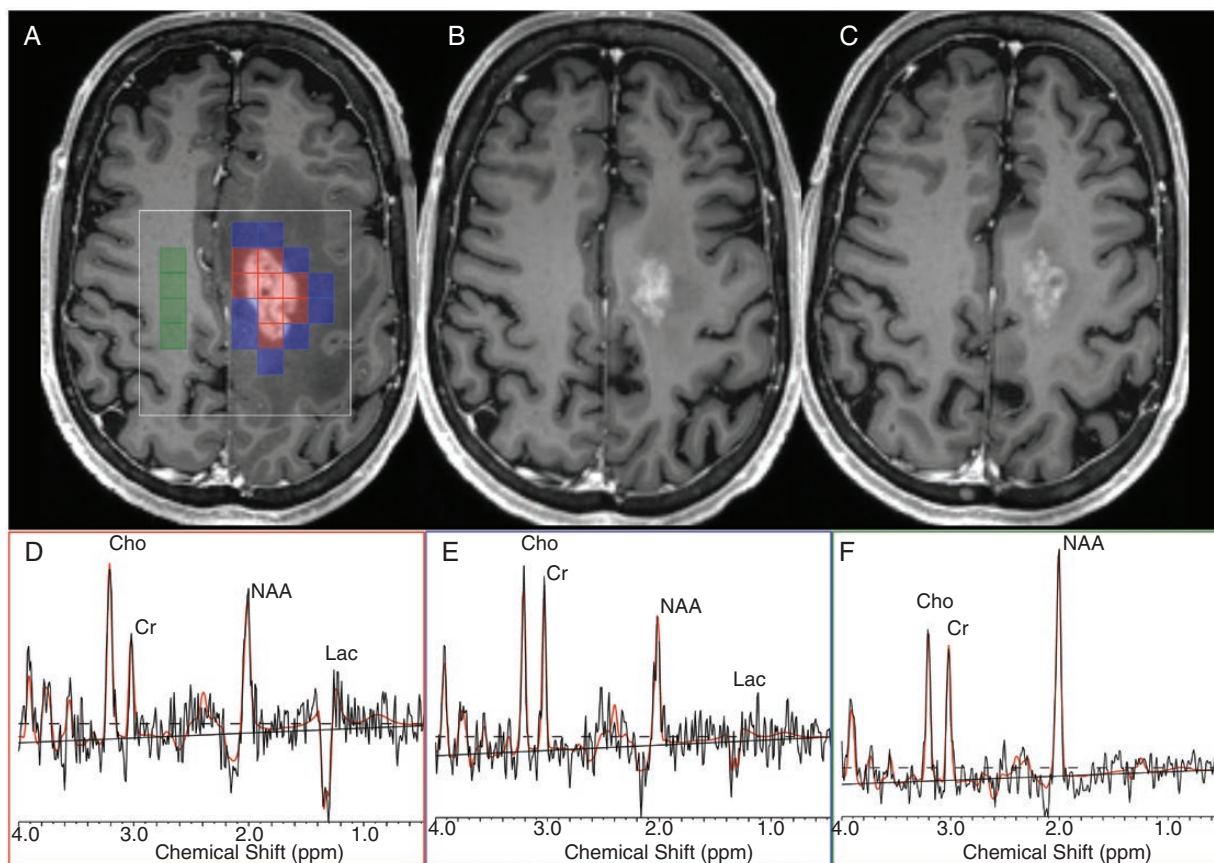 A B C
D E F
Cho
Cr
NAA
Lac
4.0 3.0 2.0 1.0
Chemical Shift (ppm)
Cho
Cr
NAA
Lac
4.0 3.0 2.0 1.0
Chemical Shift (ppm)
Cho
Cr
NAA
4.0 3.0 2.0 1.0
Chemical Shift (ppm)